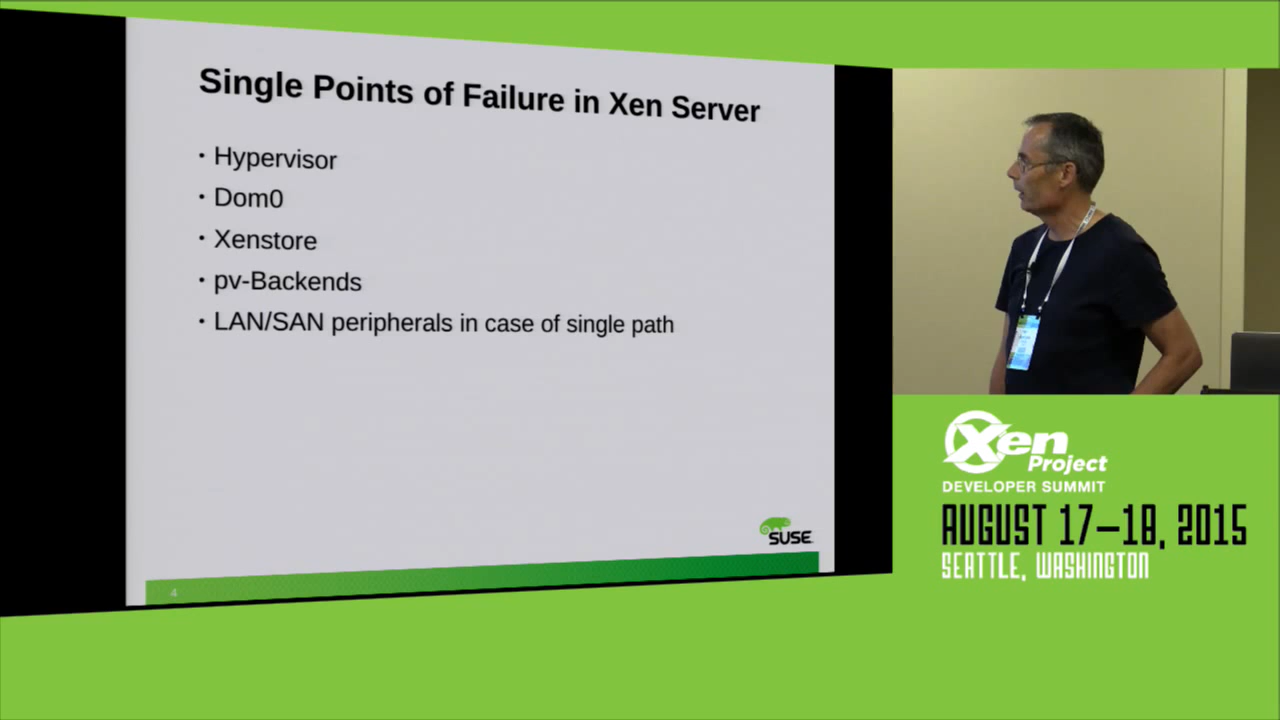 Single Points of Failure in Xen Server
• Hypervisor
• Dom0
• Xenstore
• pv-Backends
• LAN/SAN peripherals in case of single path
SUSE
4
Xen
Project
DEVELOPER SUMMIT
AUGUST 17–18, 2015
SEATTLE, WASHINGTON